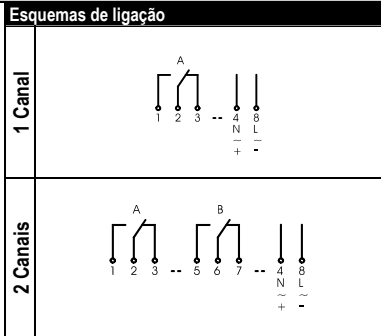 Esquemas de ligação
1 Canal
A
1 2 3 -- 4 8
N L
~ ~
+ -
2 Canais
A B
1 2 3 -- 5 6 7 -- 4 8
N L
~ ~
+ -